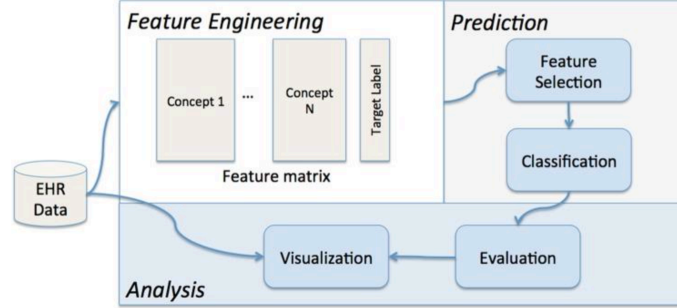 Feature Engineering
Prediction
Concept 1
...
Concept
N
Target Label
Feature matrix
Feature
Selection
Classification
EHR
Data
Visualization
Evaluation
Analysis